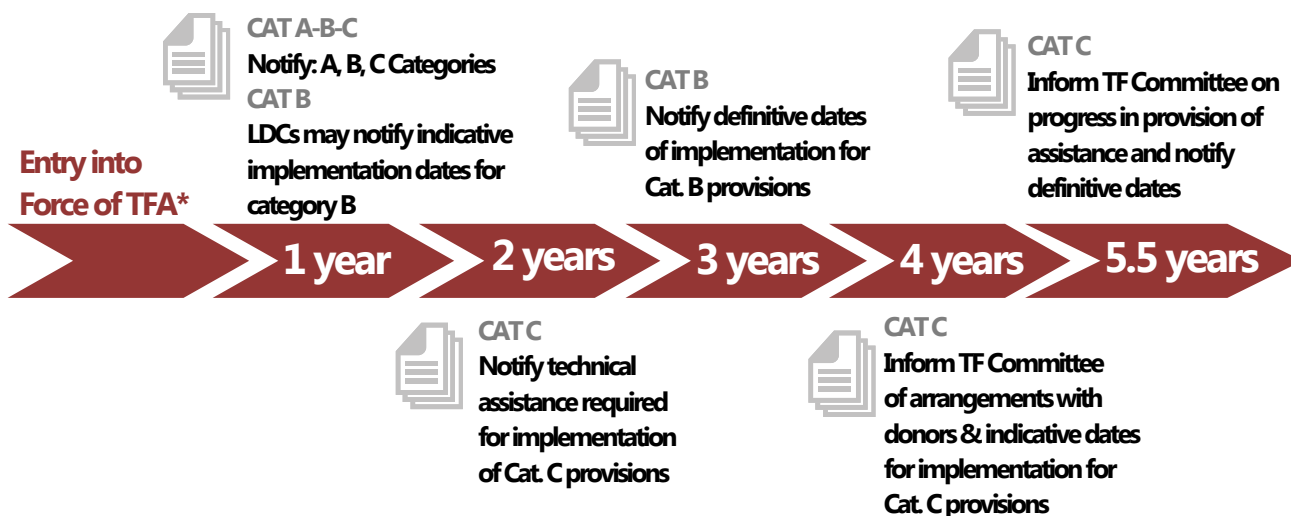 CAT A-B-C
Notify: A, B, C Categories
CAT B
LDCs may notify indicative
implementation dates for
category B
CAT B
Notify definitive dates
of implementation for
Cat. B provisions
CAT C
Inform TF Committee on
progress in provision of
assistance and notify
definitive dates
Entry into
Force of TFA*
1 year
2 years
3 years
4 years
5.5 years
CAT C
Notify technical
assistance required
for implementation
of Cat. C provisions
CAT C
Inform TF Committee
of arrangements with
donors & indicative dates
for implementation for
Cat. C provisions